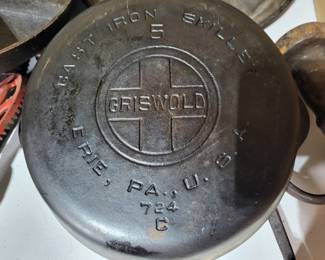 CAST IRON SKILLET
5
GRISWOLD
ERIE, PA., U.S.A.
724
C